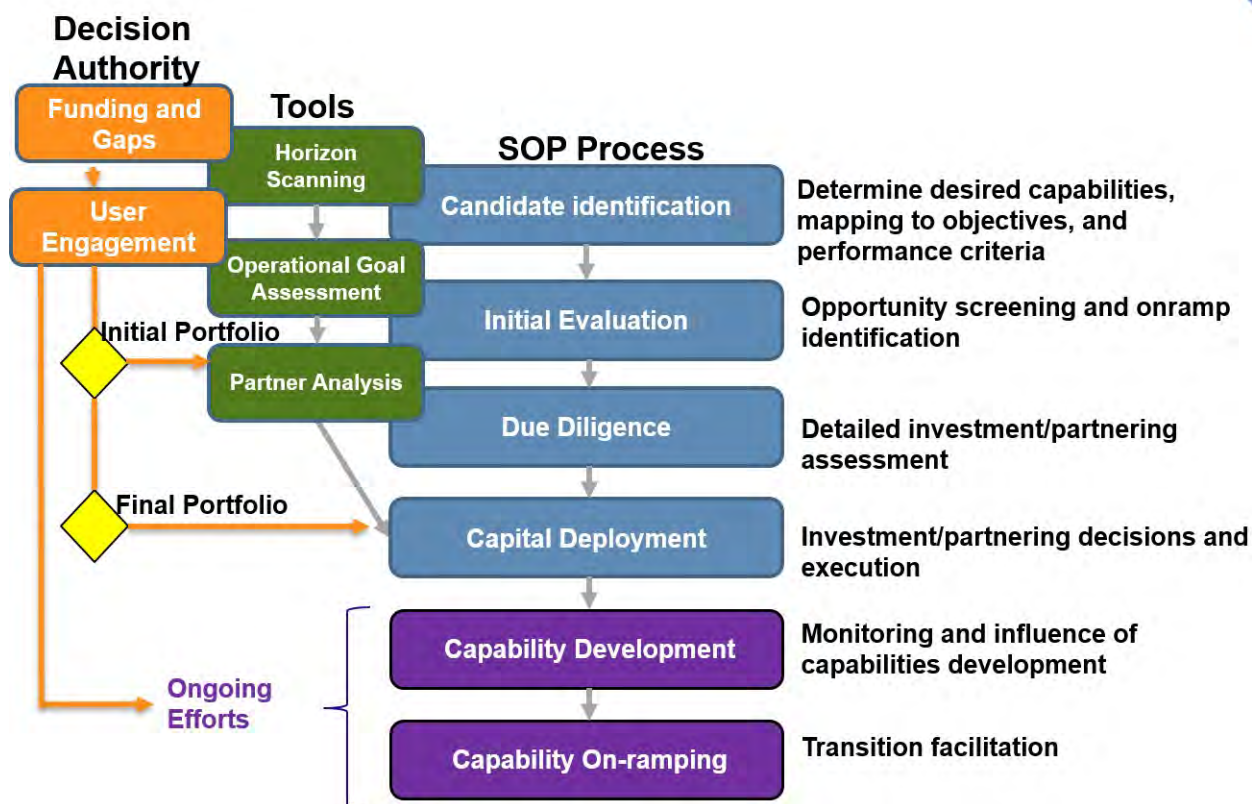 Decision
Authority
Funding and
Gaps
User
Engagement
Tools
Horizon
Scanning
Operational Goal
Assessment
Partner Analysis
Initial Portfolio
Final Portfolio
Ongoing
Efforts
SOP Process
Candidate identification
Determine desired capabilities,
mapping to objectives, and
performance criteria
Initial Evaluation
Opportunity screening and onramp
identification
Due Diligence
Detailed investment/partnering
assessment
Capital Deployment
Investment/partnering decisions and
execution
Capability Development
Monitoring and influence of
capabilities development
Capability On-ramping
Transition facilitation